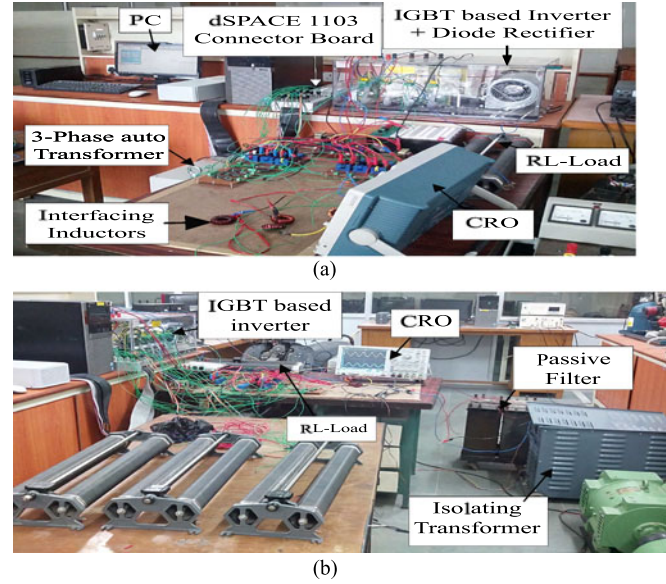 PC
dSPACE 1103
Connector Board
IGBT based Inverter
+ Diode Rectifier
3-Phase auto
Transformer
Interfacing
Inductors
RL-Load
CRO
(a)
IGBT based
inverter
CRO
Passive
Filter
RL-Load
Isolating
Transformer
(b)